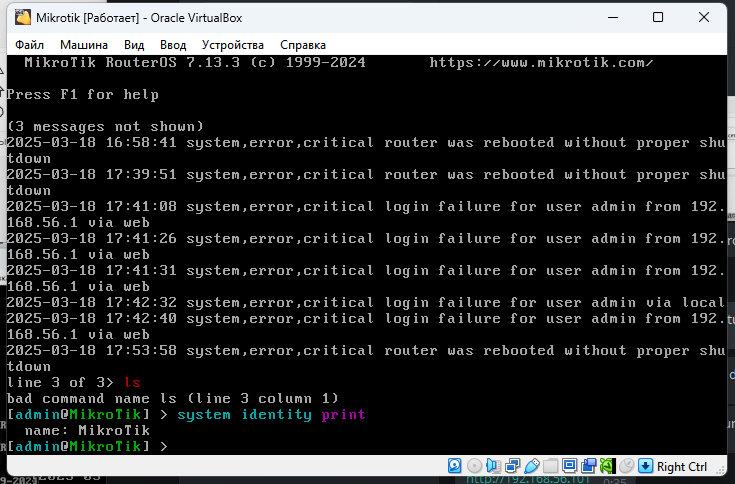 Mikrotik [Работает] - Oracle VirtualBox
Файл Машина Вид Ввод Устройства Справка
MikroTik RouterOS 7.13.3 (c) 1999-2024 https://www.mikrotik.com/
Press F1 for help
(3 messages not shown)
2025-03-18 16:58:41 system,error,critical router was rebooted without proper shu
tdown
2025-03-18 17:39:51 system,error,critical router was rebooted without proper shu
tdown
2025-03-18 17:41:08 system,error,critical login failure for user admin from 192.
168.56.1 via web
2025-03-18 17:41:26 system,error,critical login failure for user admin from 192.
168.56.1 via web
2025-03-18 17:41:31 system,error,critical login failure for user admin from 192.
168.56.1 via web
2025-03-18 17:42:32 system,error,critical login failure for user admin via local
2025-03-18 17:42:40 system,error,critical login failure for user admin from 192.
168.56.1 via web
2025-03-18 17:53:58 system,error,critical router was rebooted without proper shu
tdown
line 3 of 3> ls
bad command name ls (line 3 column 1)
[admin@MikroTik] > system identity print
name: MikroTik
[admin@MikroTik] >
Right Ctrl
http://192.168.56.101